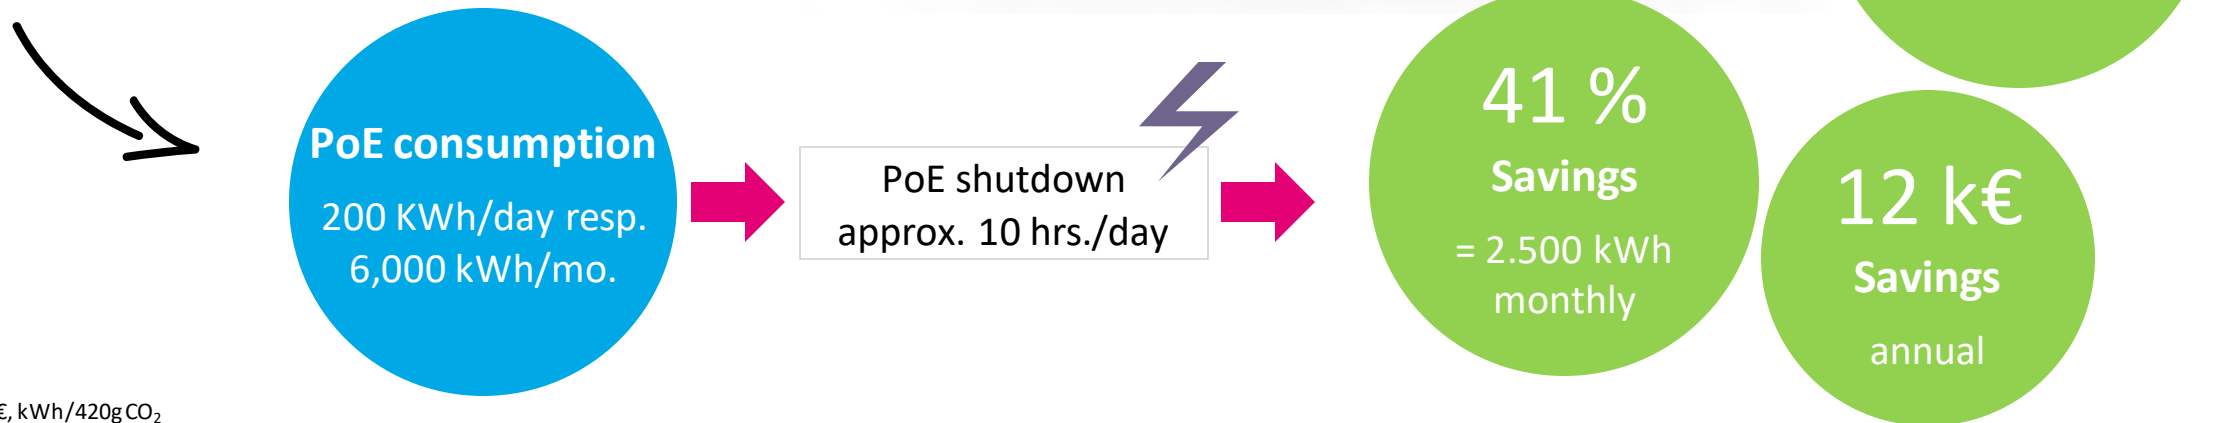 PoE consumption
200 KWh/day resp.
6,000 kWh/mo.
PoE shutdown
approx. 10 hrs./day
41 %
Savings
= 2.500 kWh
monthly
12 k€
Savings
annual
€, kWh/420g CO₂